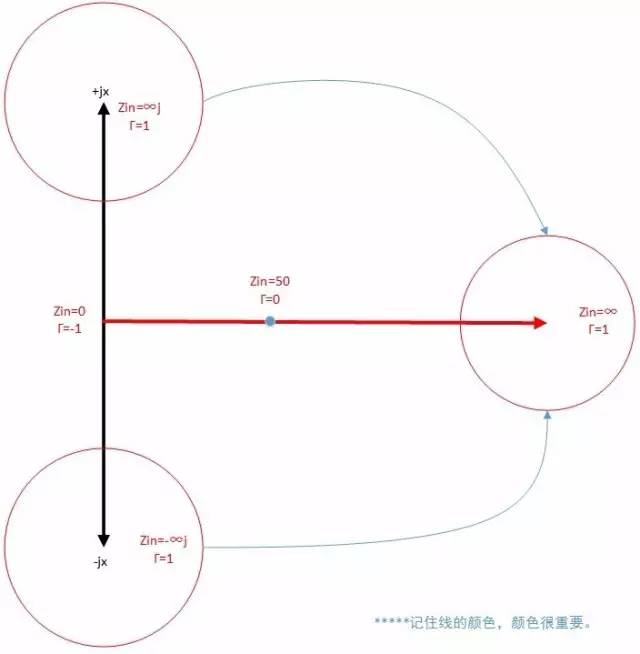 +jx
Zin=∞j
Γ=1
Zin=50
Γ=0
Zin=0
Γ=-1
Zin=∞
Γ=1
Zin=-∞j
Γ=1
-jx
*****记住线的颜色，颜色很重要。